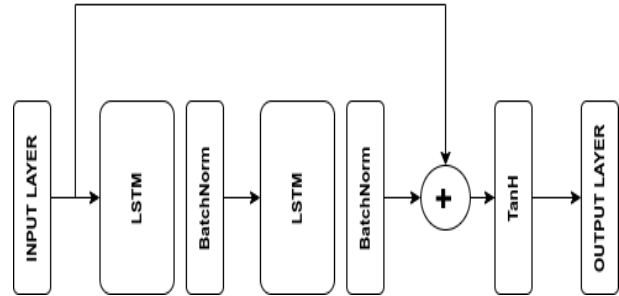 INPUT LAYER
LSTM
BatchNorm
LSTM
BatchNorm
+
TanH
OUTPUT LAYER